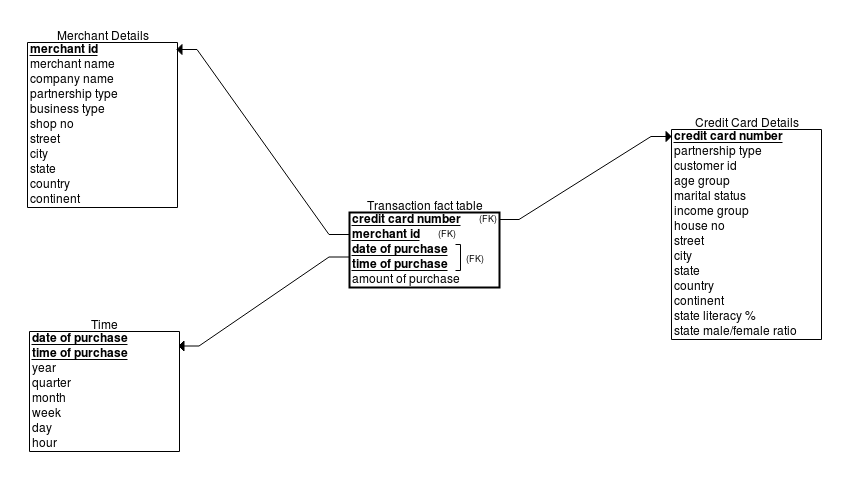 Merchant Details
merchant id
merchant name
company name
partnership type
business type
shop no
street
city
state
country
continent
Credit Card Details
credit card number
partnership type
customer id
age group
marital status
income group
house no
street
city
state
country
continent
state literacy %
state male/female ratio
Transaction fact table
credit card number (FK)
merchant id (FK)
date of purchase
time of purchase
(FK)
amount of purchase
Time
date of purchase
time of purchase
year
quarter
month
week
day
hour